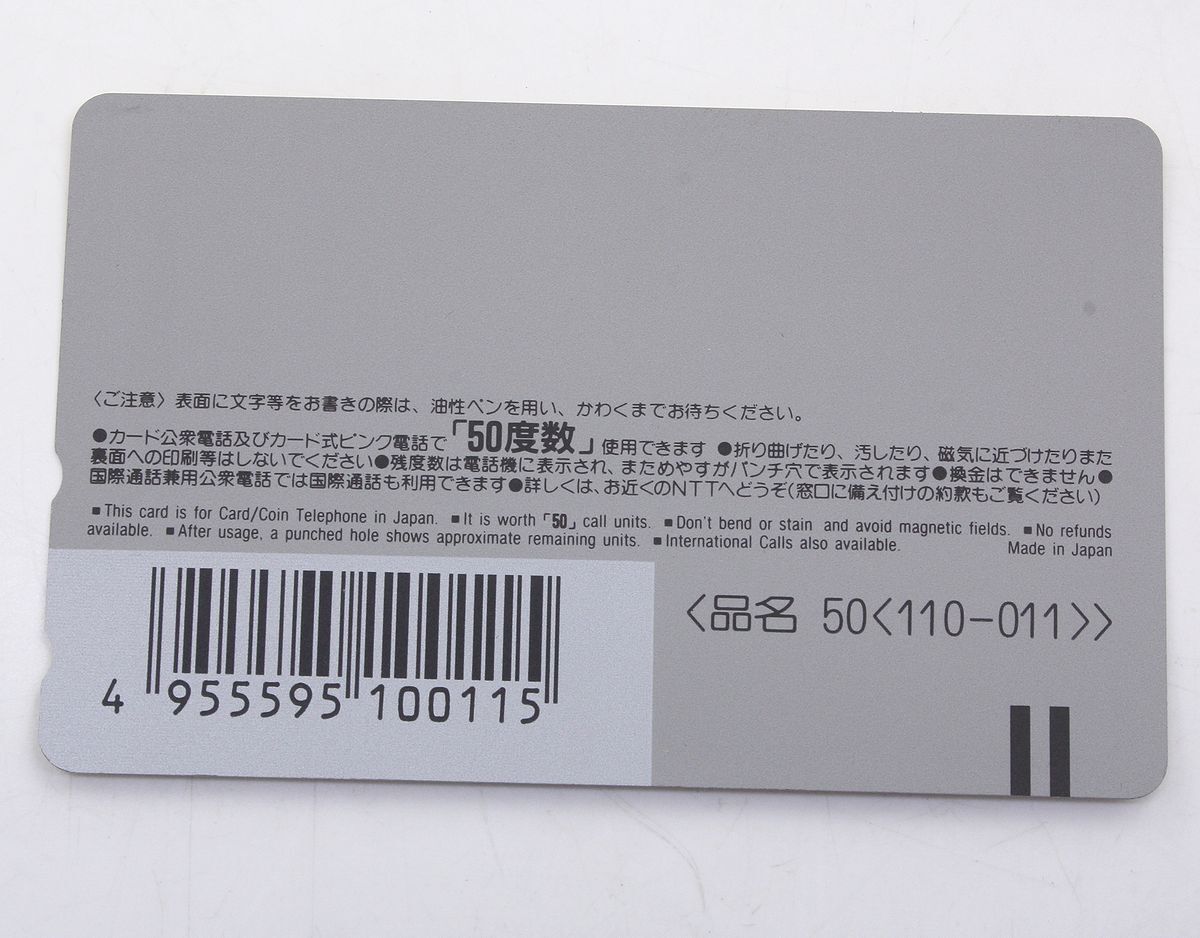 〈ご注意〉表面に文字等をお書きの際は、油性ペンを用い、かわくまでお待ちください。
●カード公衆電話及びカード式ピンク電話で「50度数」使用できます ●折り曲げたり、汚したり、磁気に近づけたりまた
裏面への印刷等はしないでください●残度数は電話機に表示され、まためやすがパンチ穴で表示されます●換金はできません●
国際通話兼用公衆電話では国際通話も利用できます●詳しくは、お近くのNTTへどうぞ(窓口に備え付けの約款もご覧ください)
■This card is for Card/Coin Telephone in Japan. ■It is worth「50」call units. ■Don't bend or stain and avoid magnetic fields. ■No refunds
available. ■After usage, a punched hole shows approximate remaining units. ■International Calls also available. Made in Japan
〈品名 50〈110-011〉〉
4 955595 100115